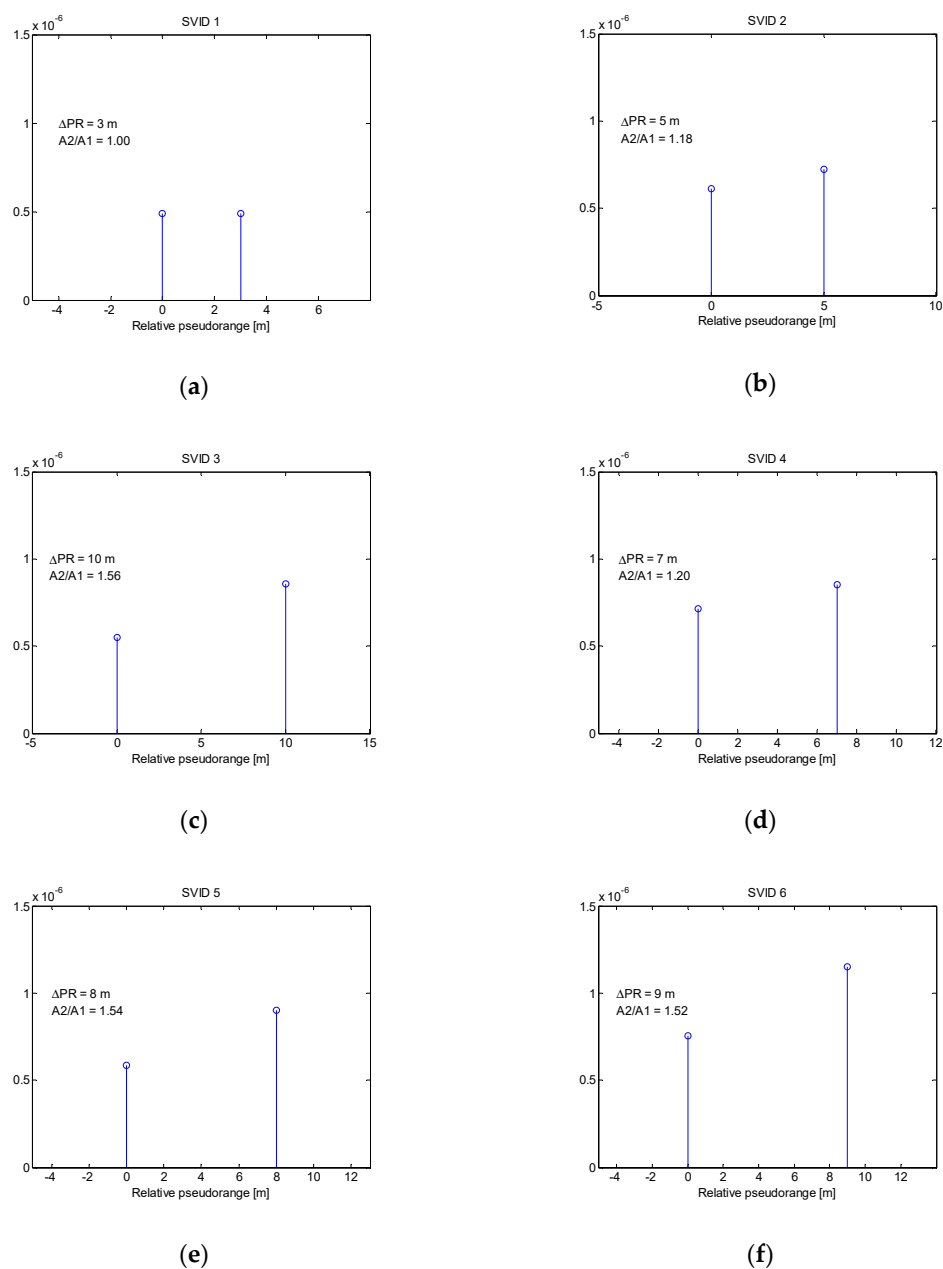 SVID 1
x 10-6
1.5
1
0.5
0
ΔPR = 3 m
A2/A1 = 1.00
-4 -2 0 2 4 6
Relative pseudorange [m]
(a)
SVID 2
x 10-6
1.5
1
0.5
0
ΔPR = 5 m
A2/A1 = 1.18
-5 0 5 10
Relative pseudorange [m]
(b)
SVID 3
x 10-6
1.5
1
0.5
0
ΔPR = 10 m
A2/A1 = 1.56
-5 0 5 10 15
Relative pseudorange [m]
(c)
SVID 4
x 10-6
1.5
1
0.5
0
ΔPR = 7 m
A2/A1 = 1.20
-4 -2 0 2 4 6 8 10 12
Relative pseudorange [m]
(d)
SVID 5
x 10-6
1.5
1
0.5
0
ΔPR = 8 m
A2/A1 = 1.54
-4 -2 0 2 4 6 8 10 12
Relative pseudorange [m]
(e)
SVID 6
x 10-6
1.5
1
0.5
0
ΔPR = 9 m
A2/A1 = 1.52
-4 -2 0 2 4 6 8 10 12
Relative pseudorange [m]
(f)